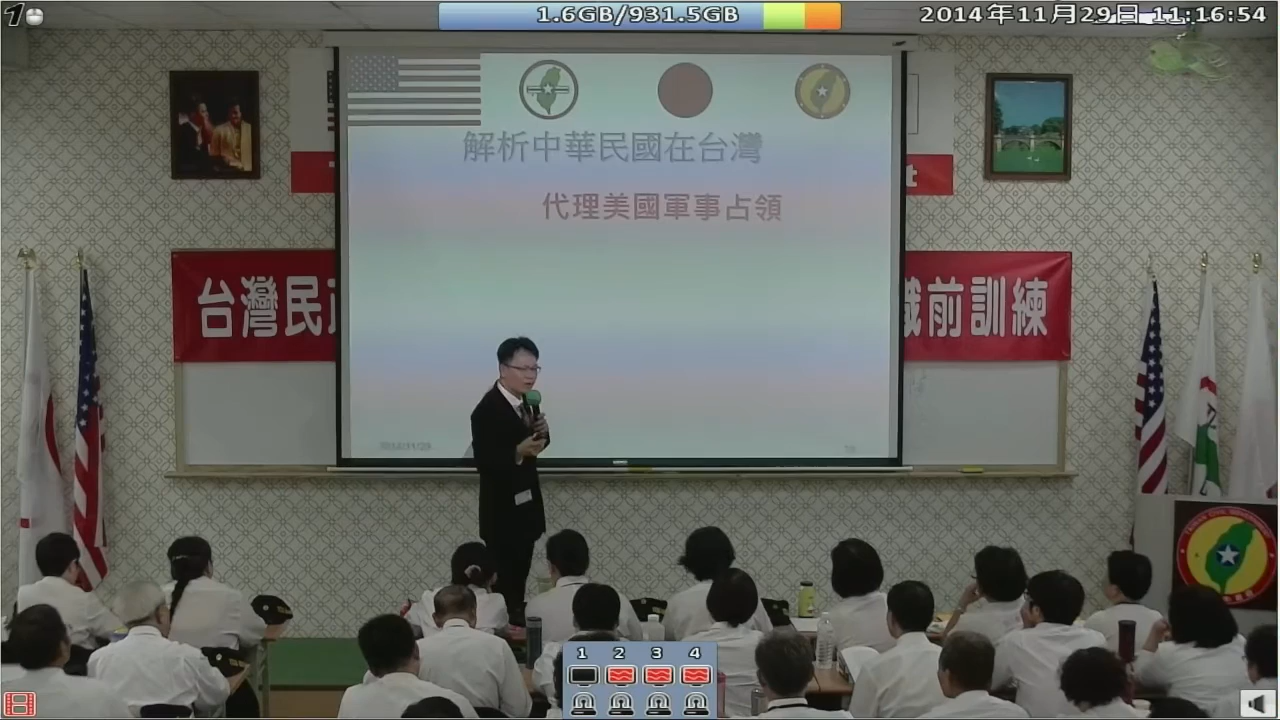 1
1.6GB/931.5GB
2014年11月29日 11:16:54
解析中華民國在台灣
代理美國軍事占領
t
台灣民
職前訓練
1 2 3 4